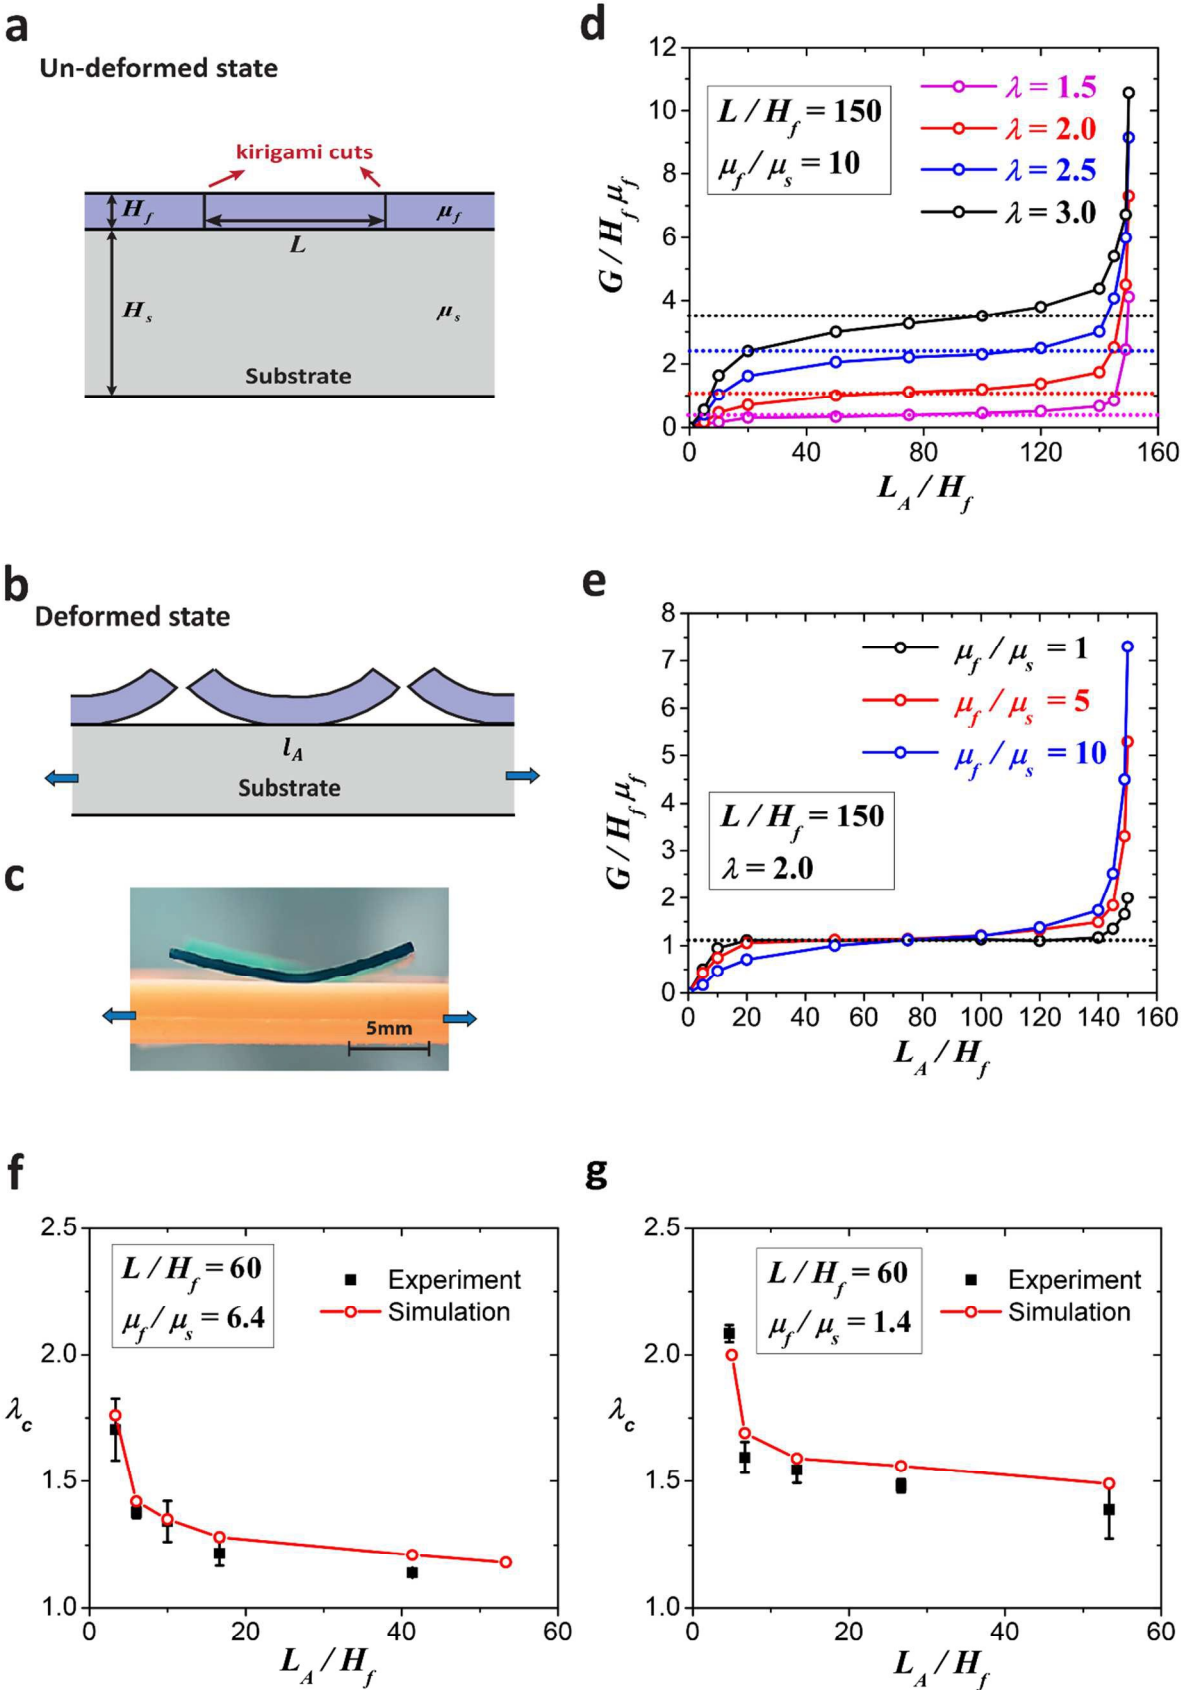 a
Un-deformed state
kirigami cuts
H_f
μ_f
L
H_s
μ_s
Substrate
b
Deformed state
l_A
Substrate
c
5mm
d
12
10
8
6
4
2
0
0 40 80 120 160
G / H_f μ_f
L_A / H_f
L / H_f = 150
μ_f / μ_s = 10
λ = 1.5
λ = 2.0
λ = 2.5
λ = 3.0
e
8
7
6
5
4
3
2
1
0
0 20 40 60 80 100 120 140 160
G / H_f μ_f
L_A / H_f
μ_f / μ_s = 1
μ_f / μ_s = 5
μ_f / μ_s = 10
L / H_f = 150
λ = 2.0
f
2.5
2.0
1.5
1.0
0 20 40 60
λ_c
L_A / H_f
L / H_f = 60
μ_f / μ_s = 6.4
Experiment
Simulation
g
2.5
2.0
1.5
1.0
0 20 40 60
λ_c
L_A / H_f
L / H_f = 60
μ_f / μ_s = 1.4
Experiment
Simulation